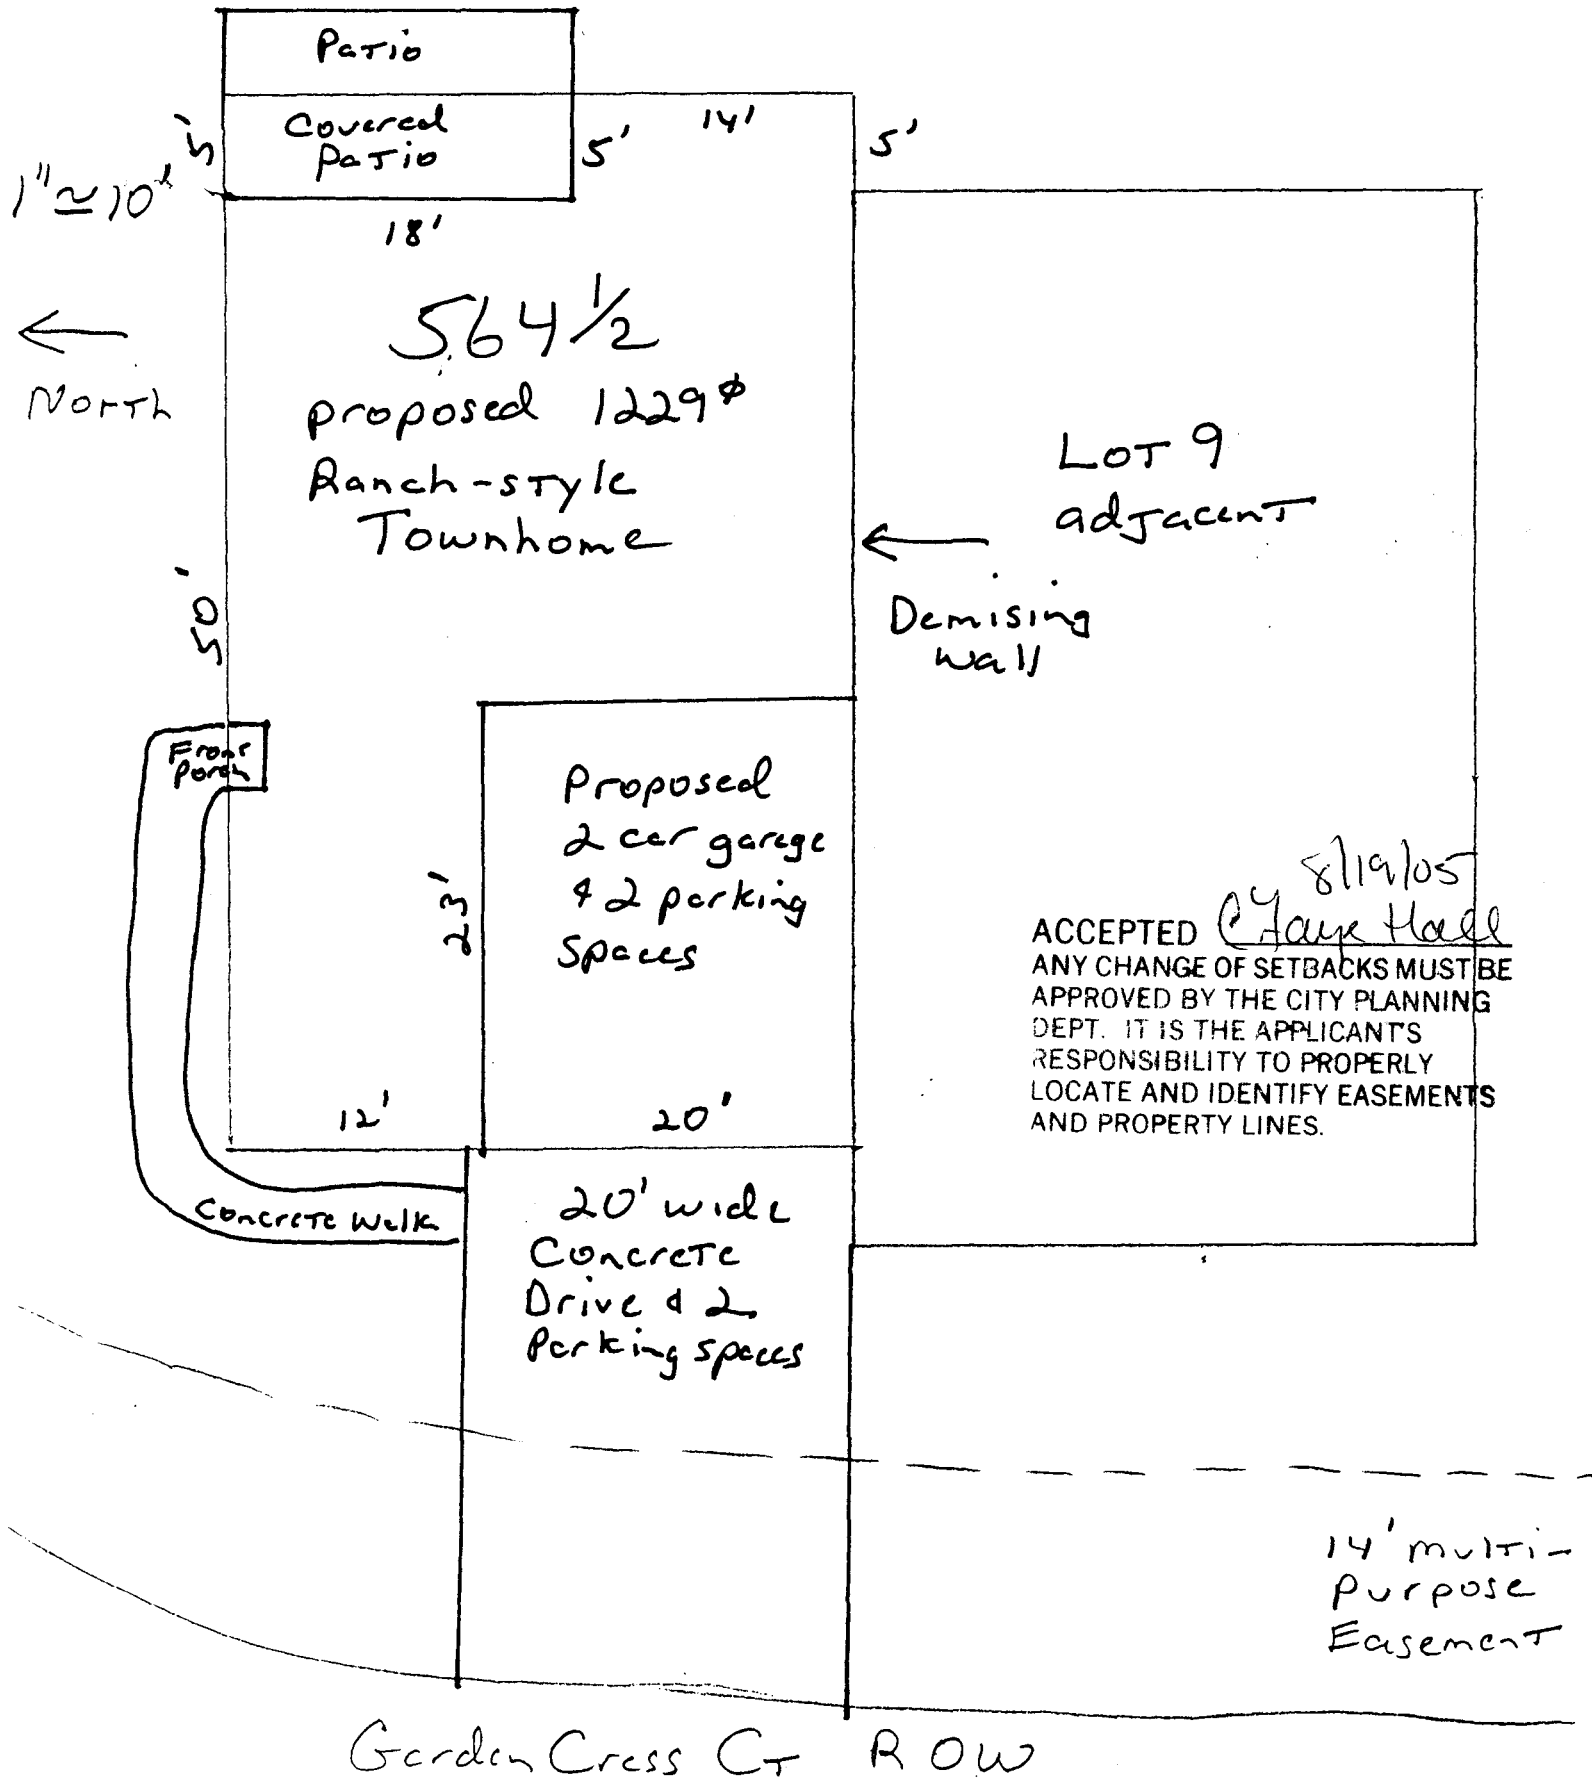 Patio
Covered
Patio
5'
5'
14'
5'
1" ≃ 10'
18'
North
564 1/2
proposed 1229 ⌀
Ranch-style
Townhome
Lot 9
adjacent
Demising
wall
50'
Front
Porch
Proposed
2 car garage
& 2 parking
spaces
23'
12'
20'
8/19/05
ACCEPTED C Faye Hall
ANY CHANGE OF SETBACKS MUST BE
APPROVED BY THE CITY PLANNING
DEPT. IT IS THE APPLICANT'S
RESPONSIBILITY TO PROPERLY
LOCATE AND IDENTIFY EASEMENTS
AND PROPERTY LINES.
Concrete Walk
20' wide
Concrete
Drive & 2
Parking spaces
14' multi-
Purpose
Easement
Garden Cress Ct ROW